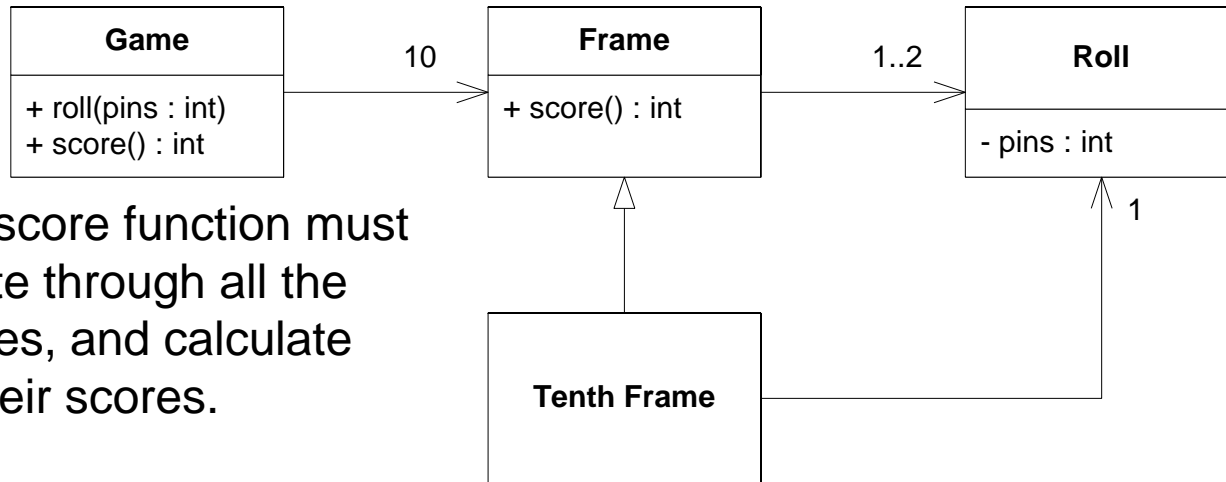 Game
+ roll(pins : int)
+ score() : int
10
Frame
+ score() : int
1..2
Roll
- pins : int
1
score function must
te through all the
es, and calculate
eir scores.
Tenth Frame